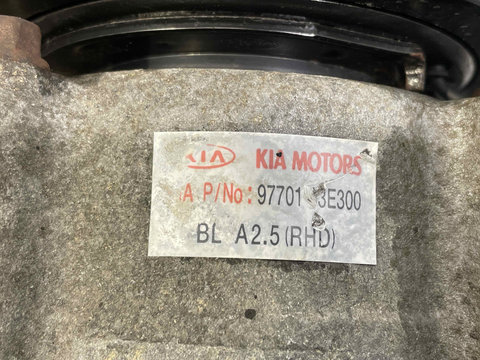 KIA KIA MOTORS
A P/No: 97701 3E300
BL A2.5 (RHD)